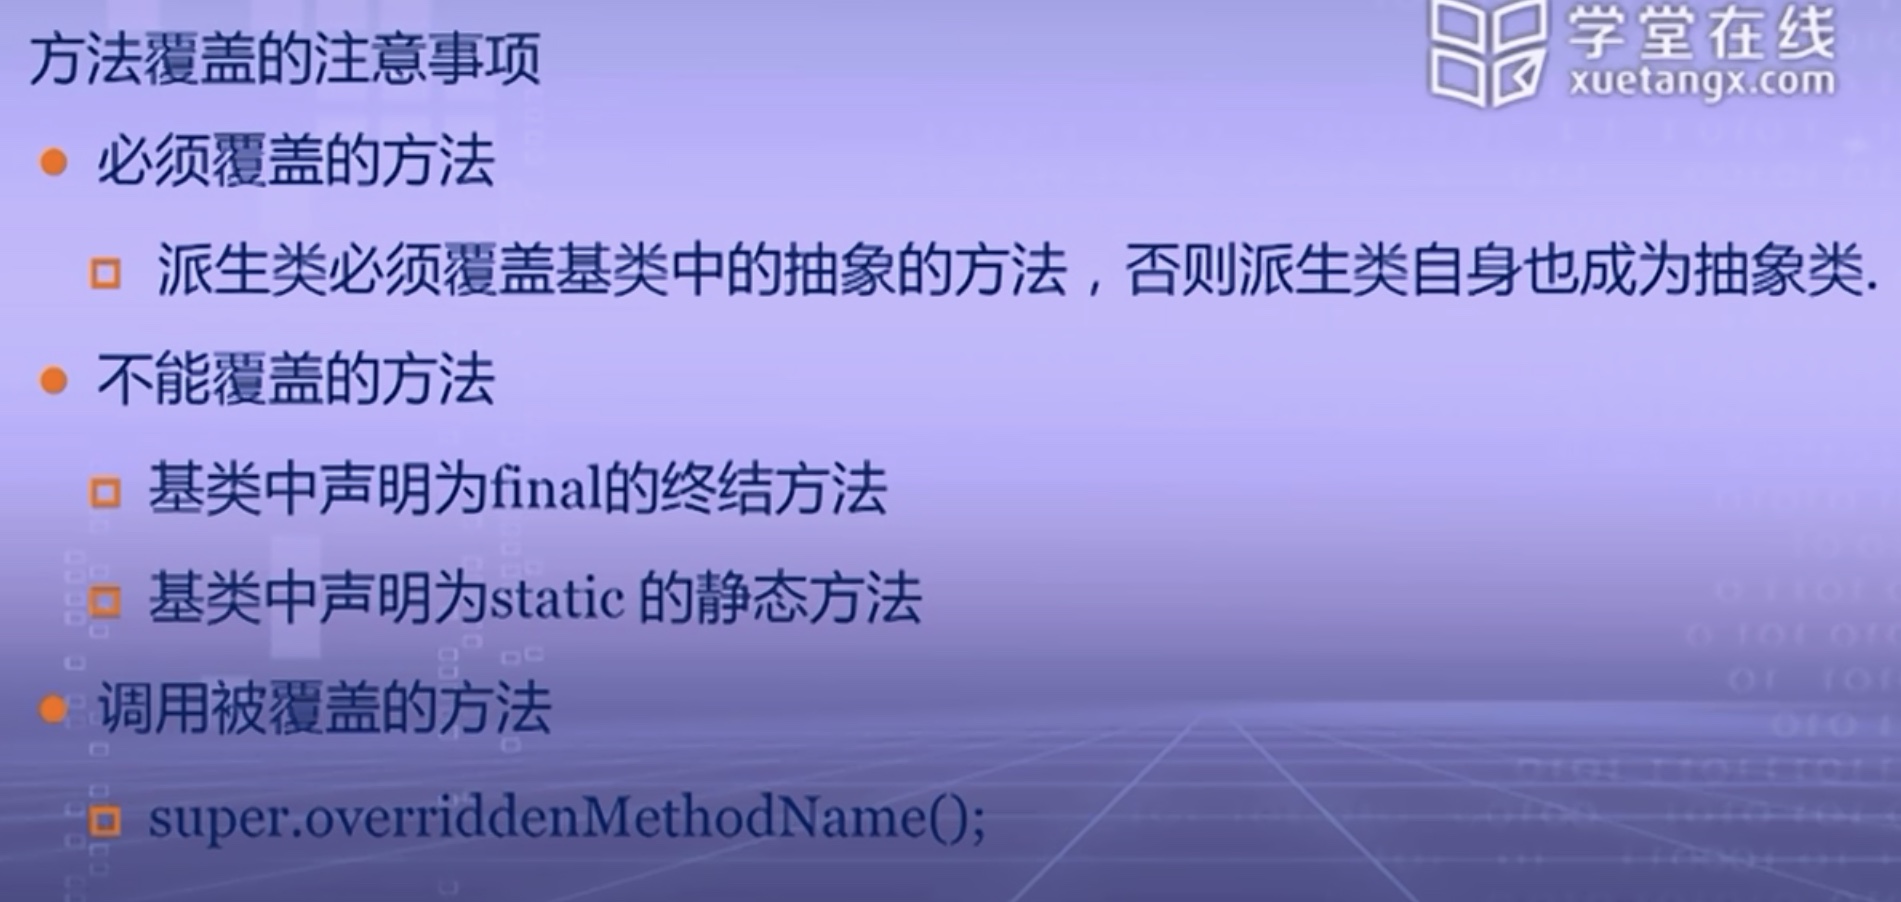 方法覆盖的注意事项
学堂在线
xuetangx.com
必须覆盖的方法
派生类必须覆盖基类中的抽象的方法，否则派生类自身也成为抽象类.
不能覆盖的方法
基类中声明为final的终结方法
基类中声明为static 的静态方法
调用被覆盖的方法
super.overriddenMethodName();